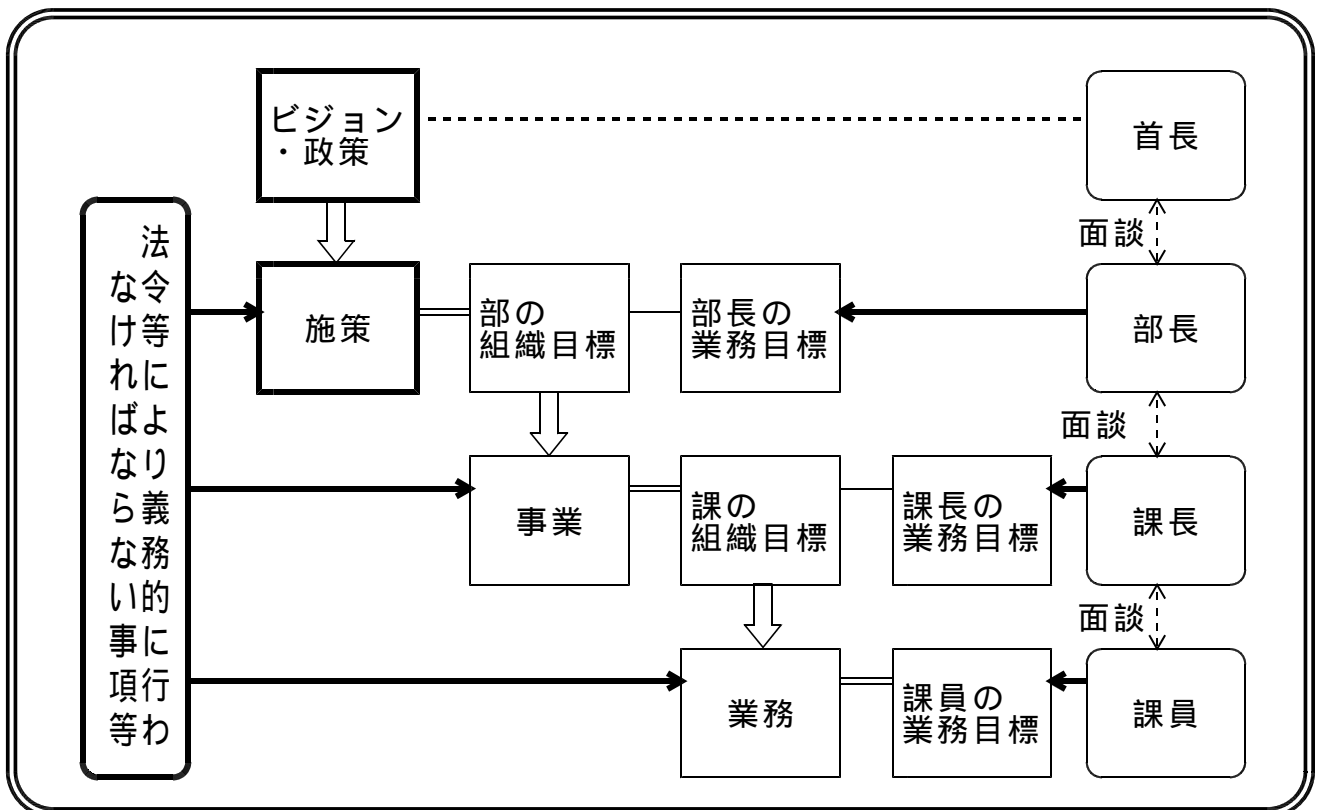 ビジョン
・政策
首長
面談
法令等により義務的に行わ
なければならない事項等
施策
部の
組織目標
部長の
業務目標
部長
面談
事業
課の
組織目標
課長の
業務目標
課長
面談
業務
課員の
業務目標
課員